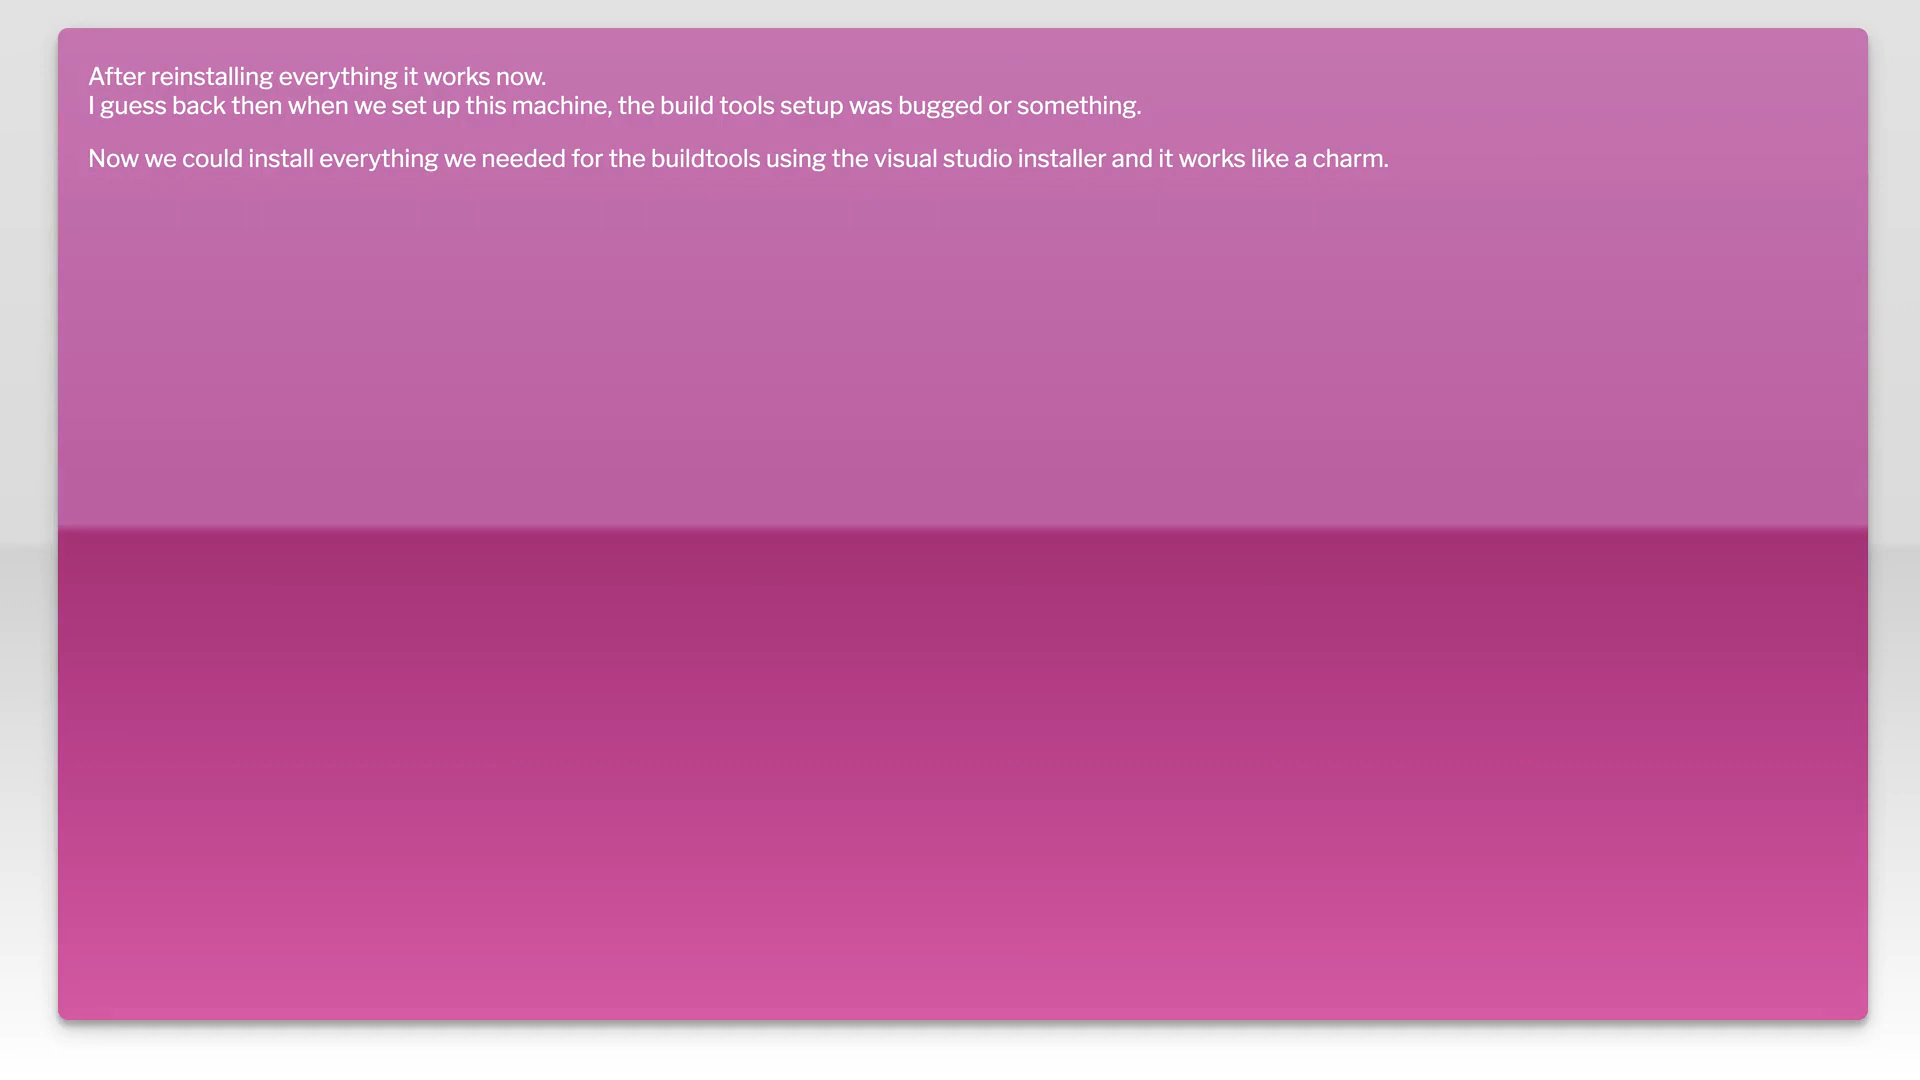 After reinstalling everything it works now.
I guess back then when we set up this machine, the build tools setup was bugged or something.
Now we could install everything we needed for the buildtools using the visual studio installer and it works like a charm.